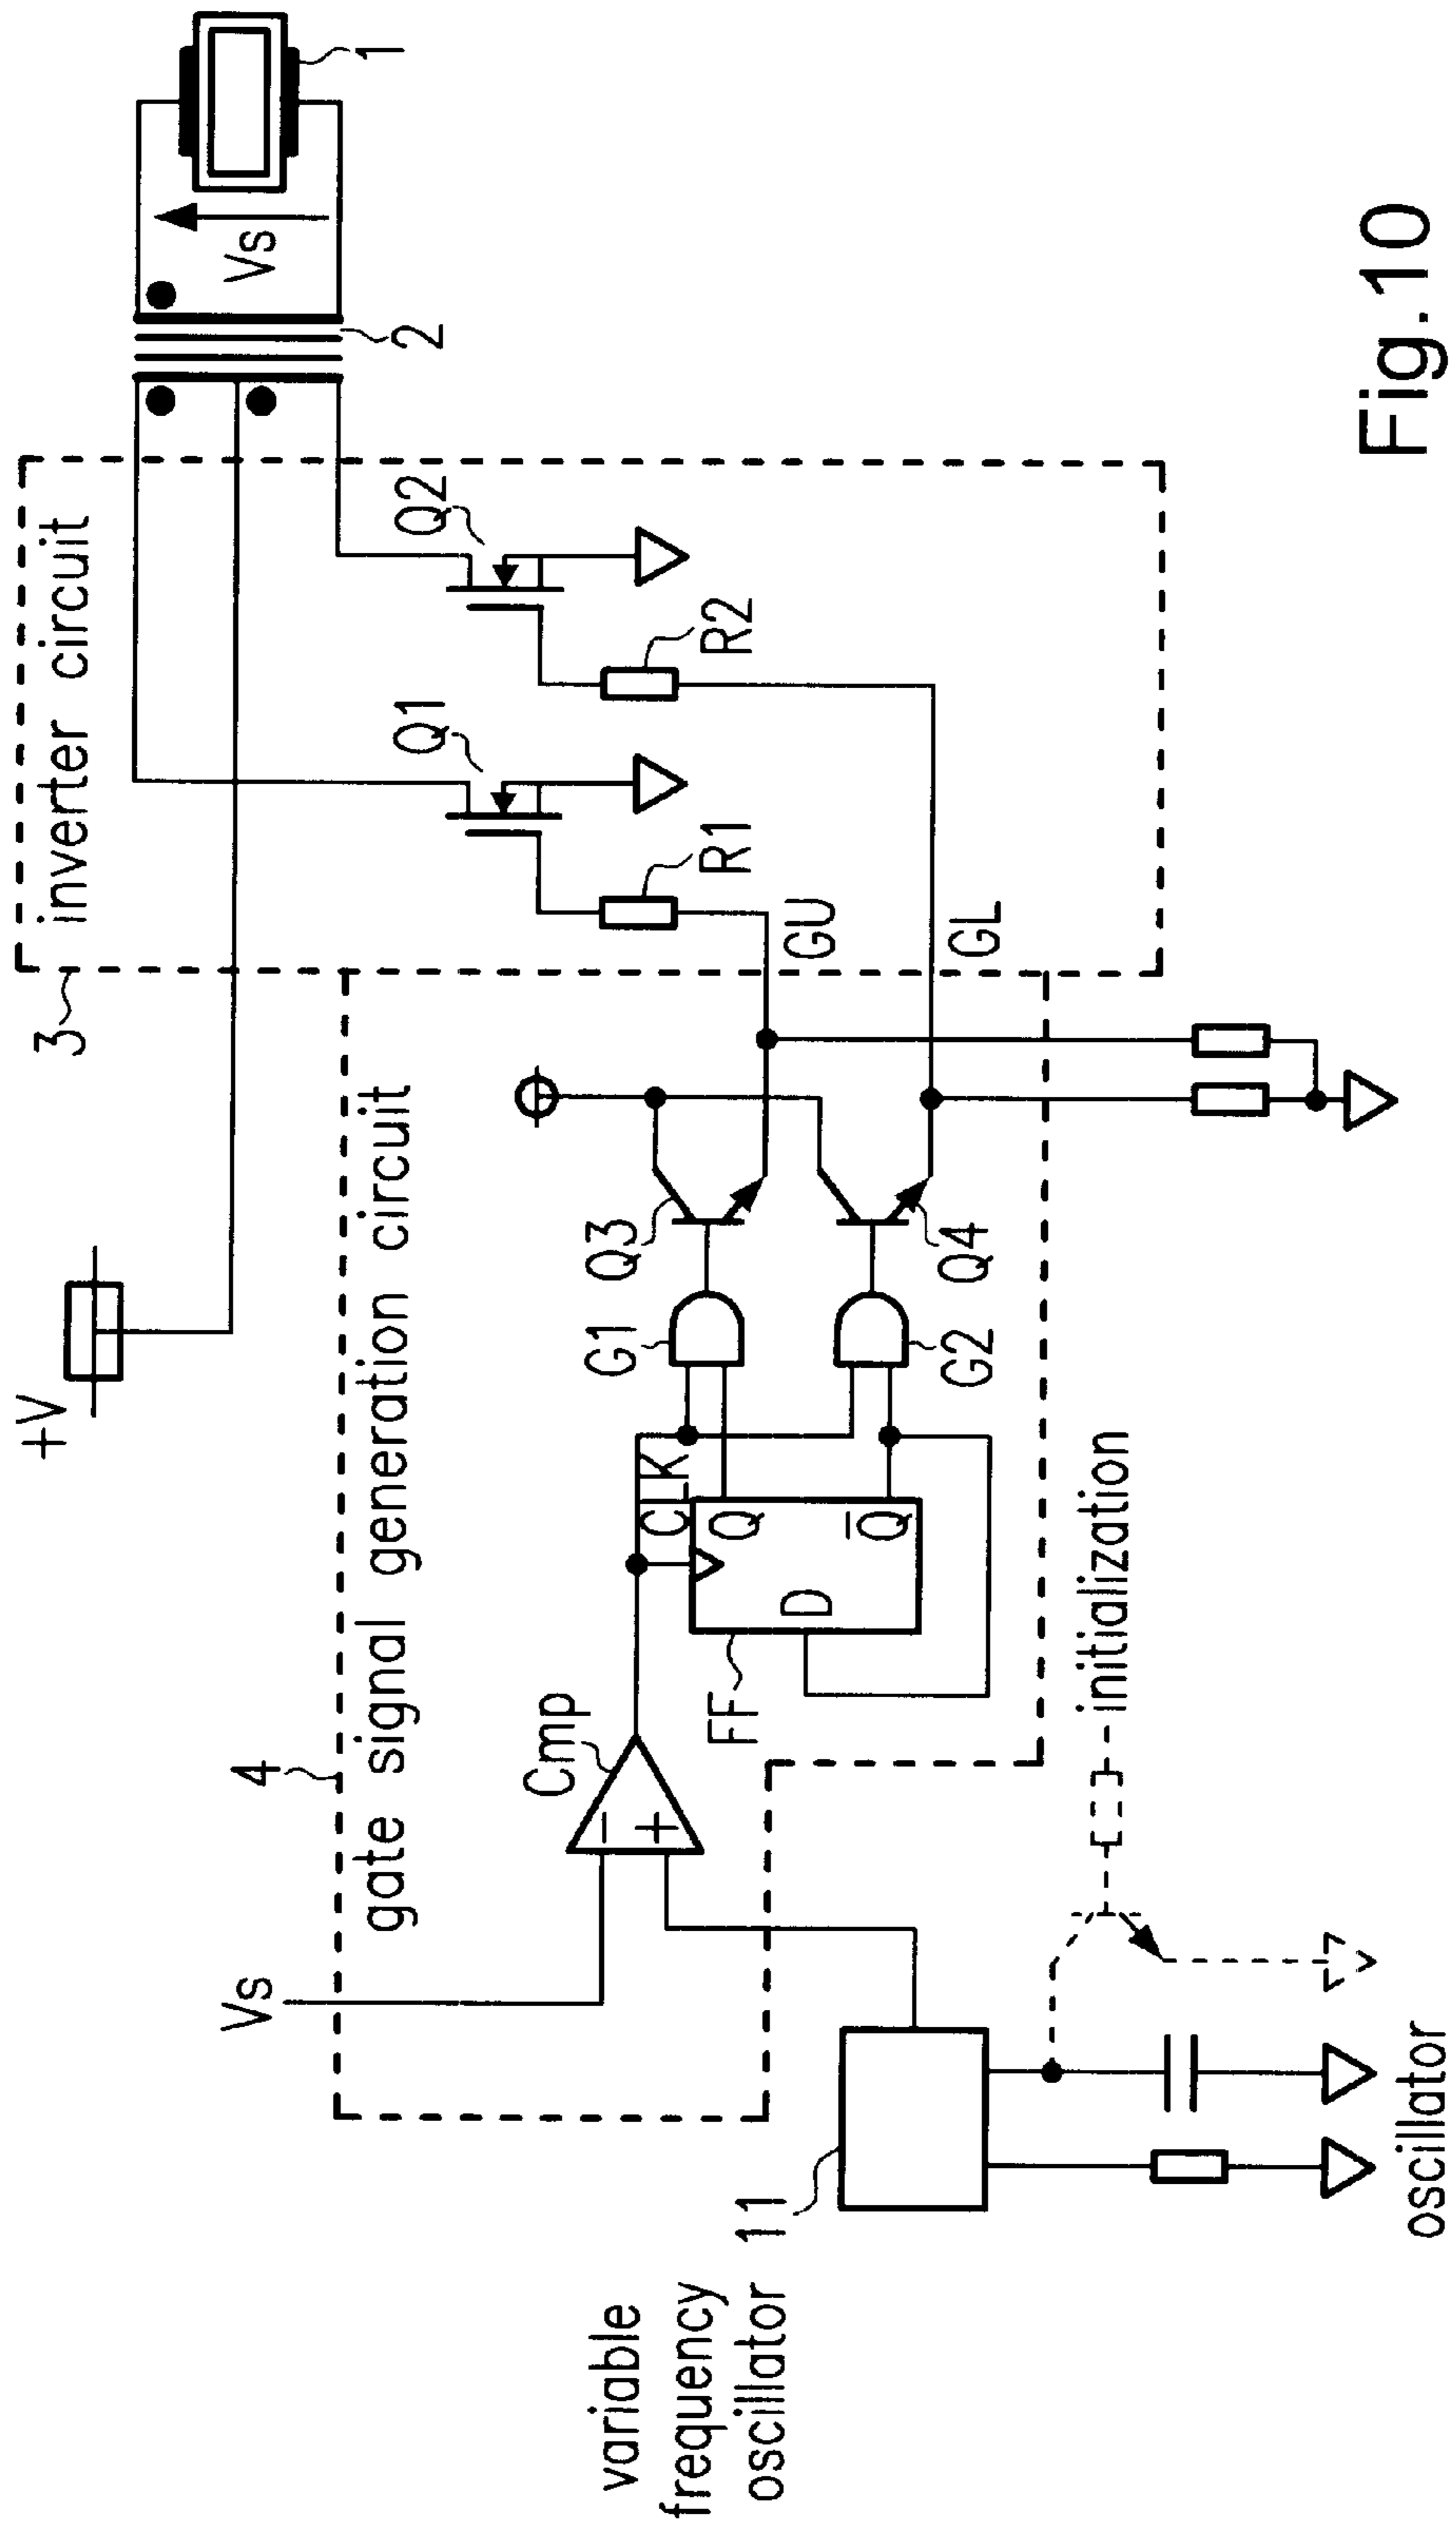 +V
3
inverter circuit
Q1
Q2
R1
R2
GU
GL
Vs
1
2
4
gate signal generation circuit
Vs
Cmp
−
+
CLK
Q
Q̅
D
FF
G1
G2
Q3
Q4
initialization
variable
frequency
oscillator
11
oscillator
Fig.10